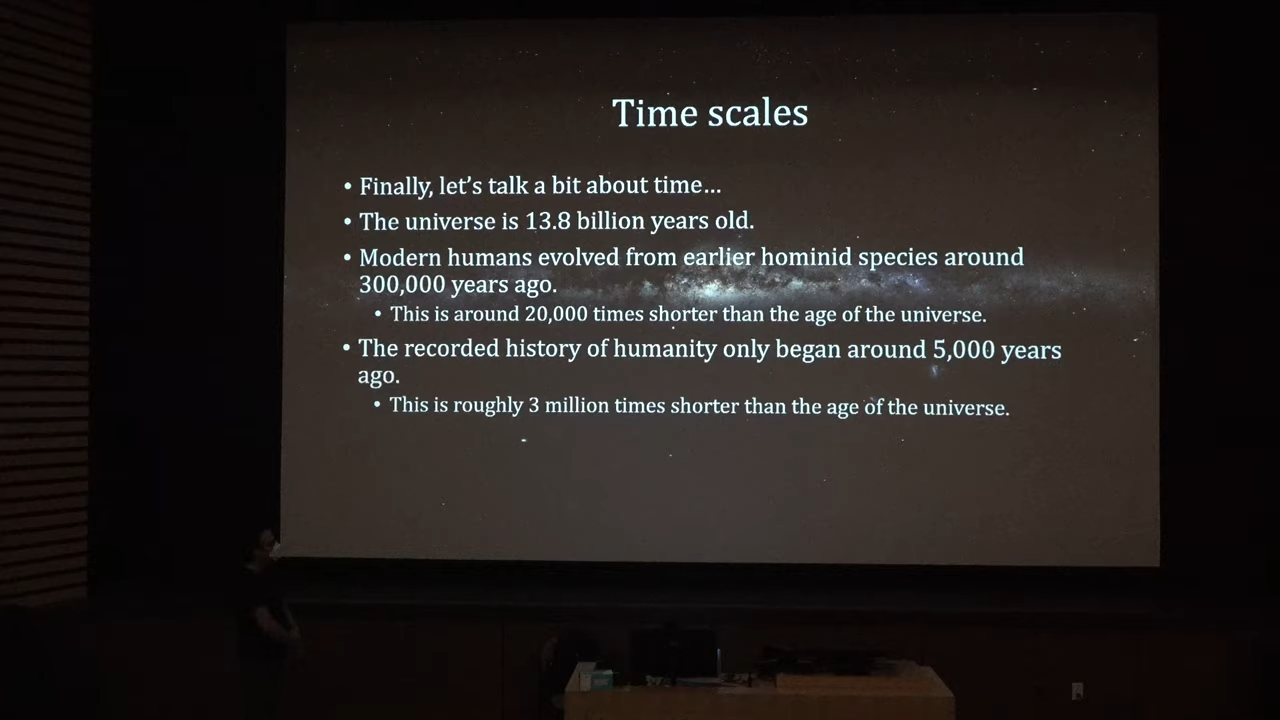 Time scales
• Finally, let's talk a bit about time…
• The universe is 13.8 billion years old.
• Modern humans evolved from earlier hominid species around
300,000 years ago.
• This is around 20,000 times shorter than the age of the universe.
• The recorded history of humanity only began around 5,000 years
ago.
• This is roughly 3 million times shorter than the age of the universe.